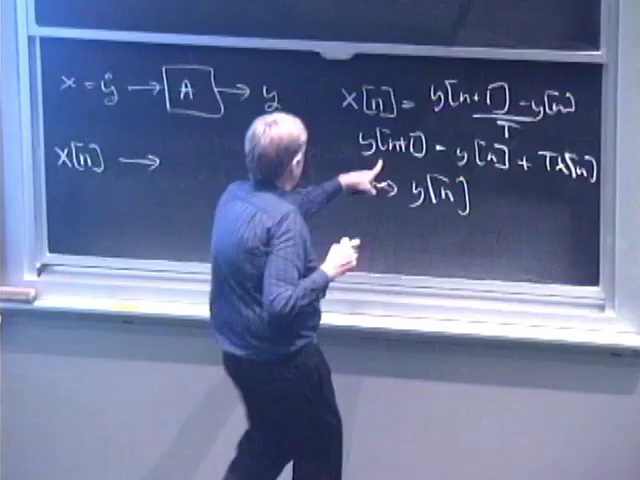 x = ẏ → A → y
x[n] = y[n+1] - y[n]
T
y[n+1] = y[n] + Tx[n]
x[n] →
→ y[n]